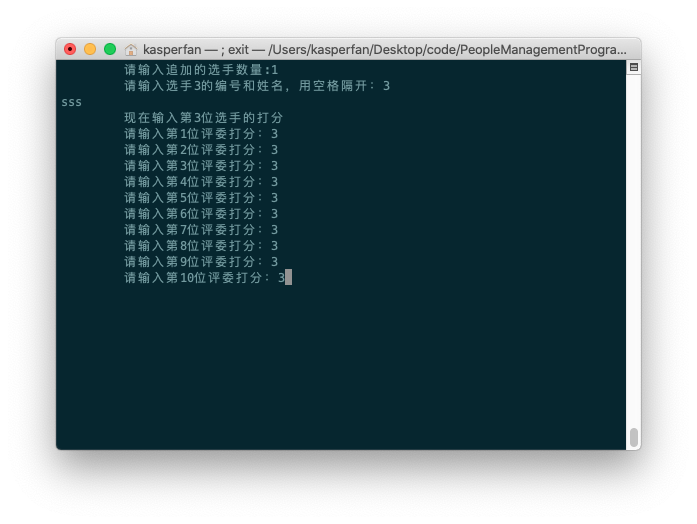 kasperfan — ; exit — /Users/kasperfan/Desktop/code/PeopleManagementProgra...
请输入追加的选手数量:1
请输入选手3的编号和姓名，用空格隔开：3
sss
现在输入第3位选手的打分
请输入第1位评委打分：3
请输入第2位评委打分：3
请输入第3位评委打分：3
请输入第4位评委打分：3
请输入第5位评委打分：3
请输入第6位评委打分：3
请输入第7位评委打分：3
请输入第8位评委打分：3
请输入第9位评委打分：3
请输入第10位评委打分：3